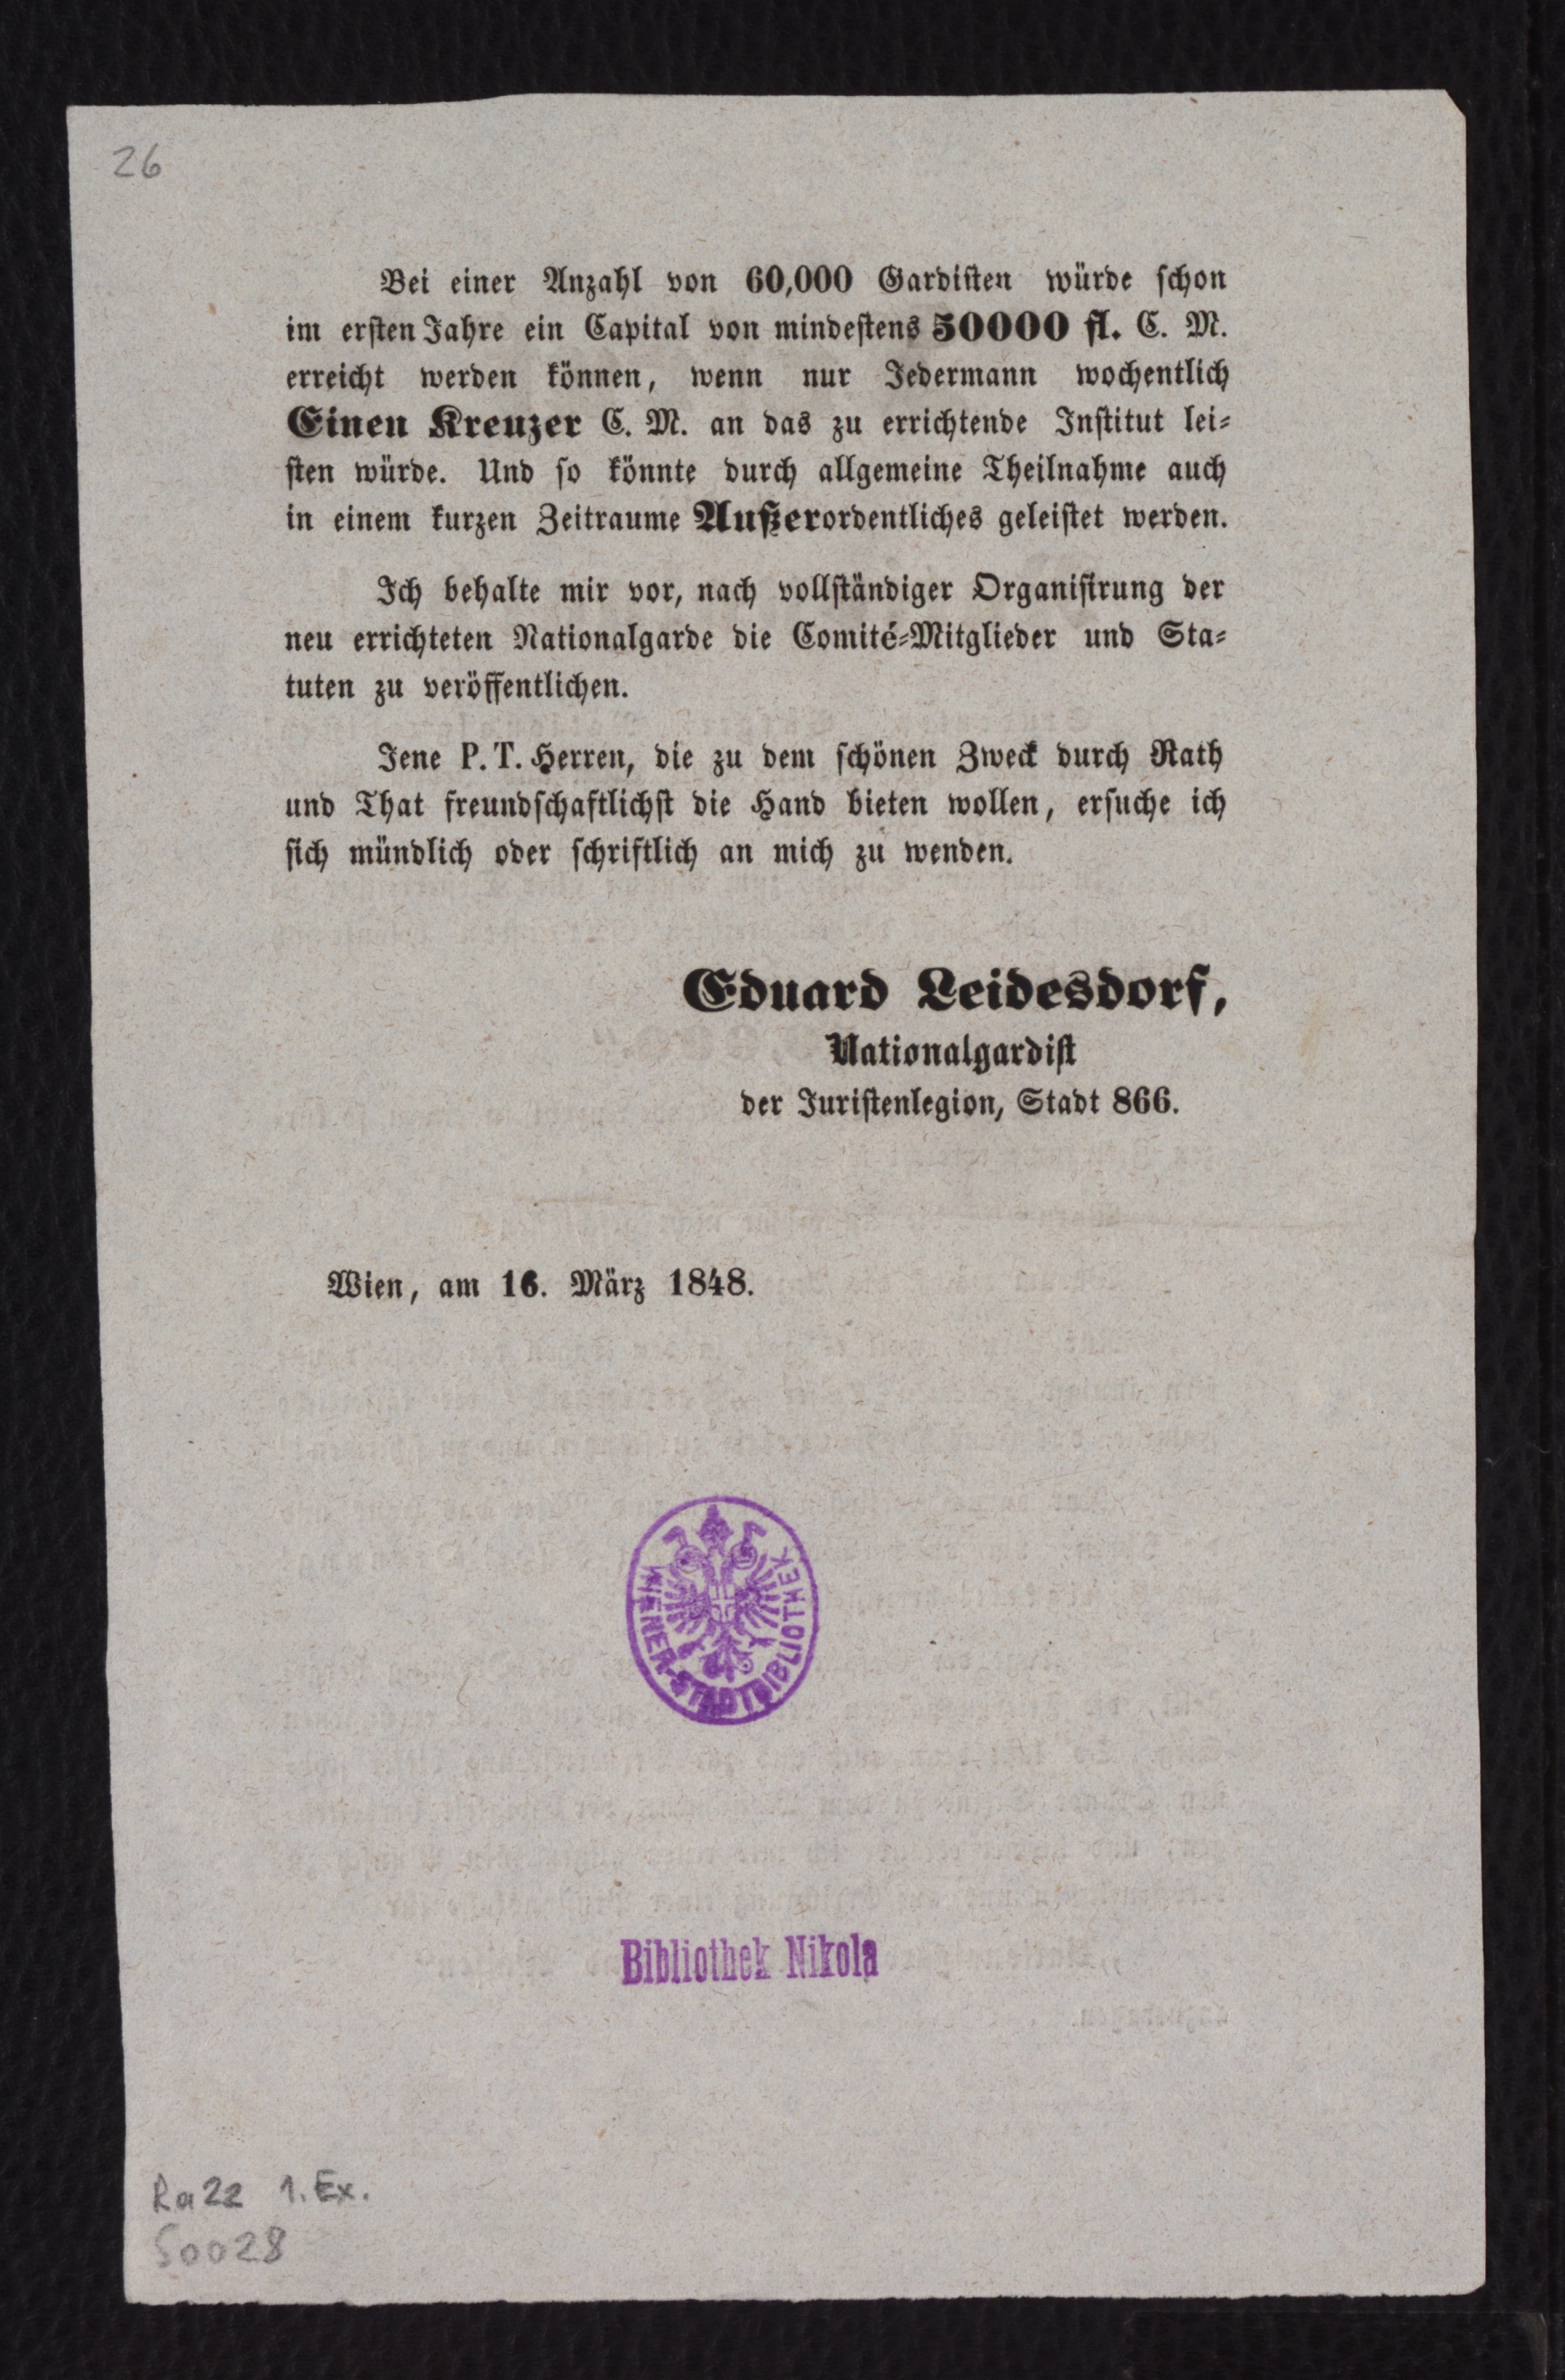 26
Bei einer Anzahl von 60,000 Gardisten würde schon
im ersten Jahre ein Capital von mindestens 50000 fl. C. M.
erreicht werden können, wenn nur Jedermann wochentlich
Einen Kreuzer C. M. an das zu errichtende Institut lei-
sten würde. Und so könnte durch allgemeine Theilnahme auch
in einem kurzen Zeitraume Außerordentliches geleistet werden.
Ich behalte mir vor, nach vollständiger Organisirung der
neu errichteten Nationalgarde die Comité-Mitglieder und Sta-
tuten zu veröffentlichen.
Jene P. T. Herren, die zu dem schönen Zweck durch Rath
und That freundschaftlichst die Hand bieten wollen, ersuche ich
sich mündlich oder schriftlich an mich zu wenden.
Eduard Leidesdorf,
Nationalgardist
der Juristenlegion, Stadt 866.
Wien, am 16. März 1848.
WIENER-STADTBIBLIOTHEK
Bibliothek Nikola
Ra22 1. Ex.
50028